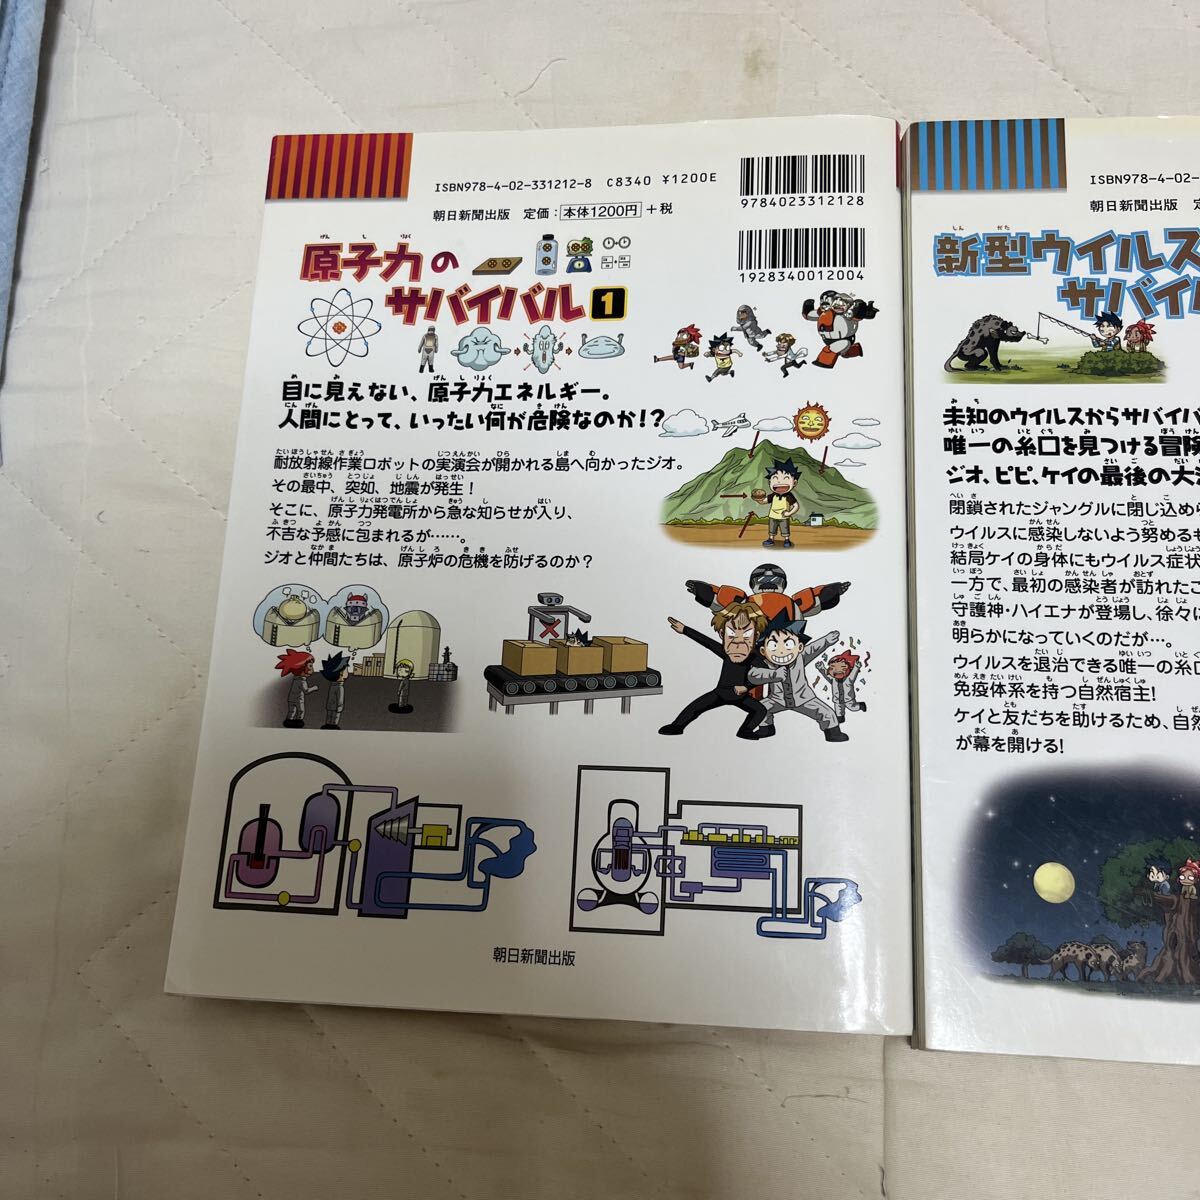 ISBN978-4-02-331212-8 C8340 ¥1200E
9784023312128
朝日新聞出版 定価:本体1200円+税
1928340012004
げん し りょく
原子力の
サバイバル1
げん し りょく
目に見えない、原子力エネルギー。
人間にとって、いったい何が危険なのか!?
耐放射線作業ロボットの実演会が開かれる島へ向かったジオ。
その最中、突如、地震が発生!
そこに、原子力発電所から急な知らせが入り、
不吉な予感に包まれるが……。
ジオと仲間たちは、原子炉の危機を防げるのか?
朝日新聞出版
ISBN978-4-02-
朝日新聞出版
しん がた
新型ウイルス
サバイ
未知のウイルスからサバイバ
唯一の糸口を見つける冒険
ジオ、ピピ、ケイの最後の大
閉鎖されたジャングルに閉じ込めら
ウイルスに感染しないよう努めるも
結局ケイの身体にもウイルス症状
一方で、最初の感染者が訪れたこ
守護神・ハイエナが登場し、徐々に
明らかになっていくのだが…。
ウイルスを退治できる唯一の糸口
免疫体系を持つ自然宿主!
ケイと友だちを助けるため、自然
が幕を開ける!